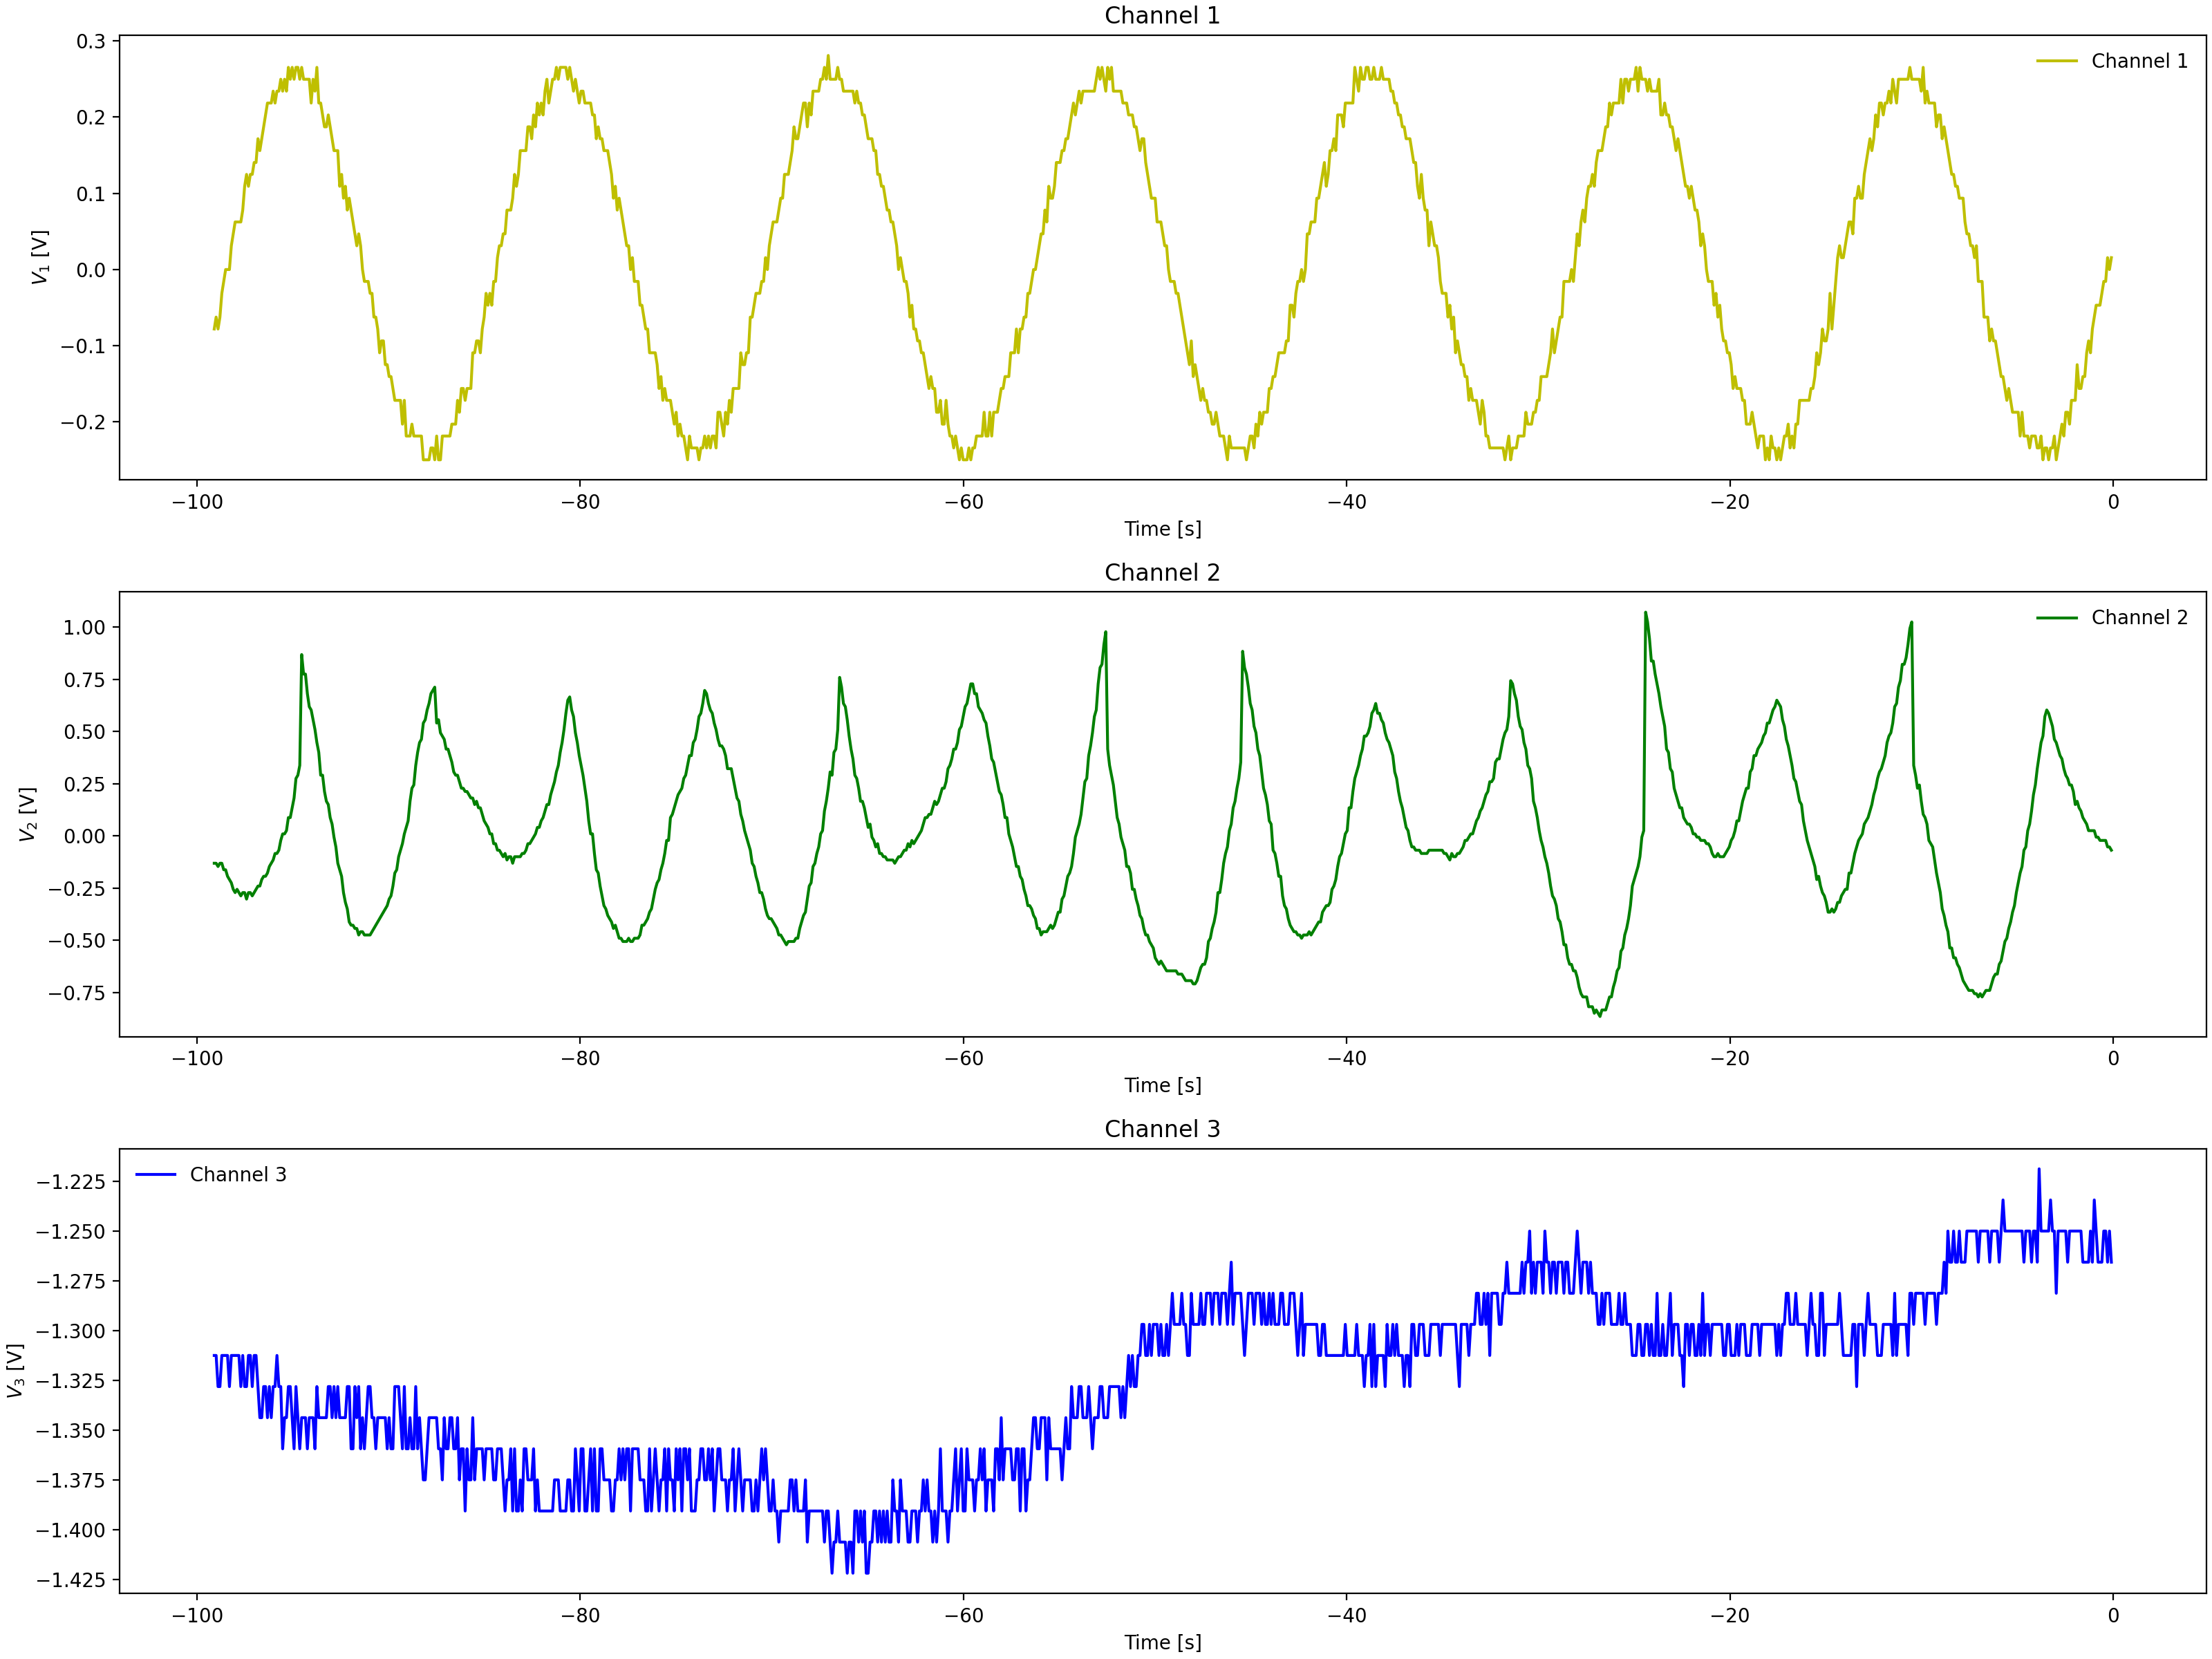 Channel 1
0.3
0.2
0.1
0.0
−0.1
−0.2
V₁ [V]
Channel 1
−100 −80 −60 −40 −20 0
Time [s]
Channel 2
1.00
0.75
0.50
0.25
0.00
−0.25
−0.50
−0.75
V₂ [V]
Channel 2
−100 −80 −60 −40 −20 0
Time [s]
Channel 3
Channel 3
−1.225
−1.250
−1.275
−1.300
−1.325
−1.350
−1.375
−1.400
−1.425
V₃ [V]
−100 −80 −60 −40 −20 0
Time [s]